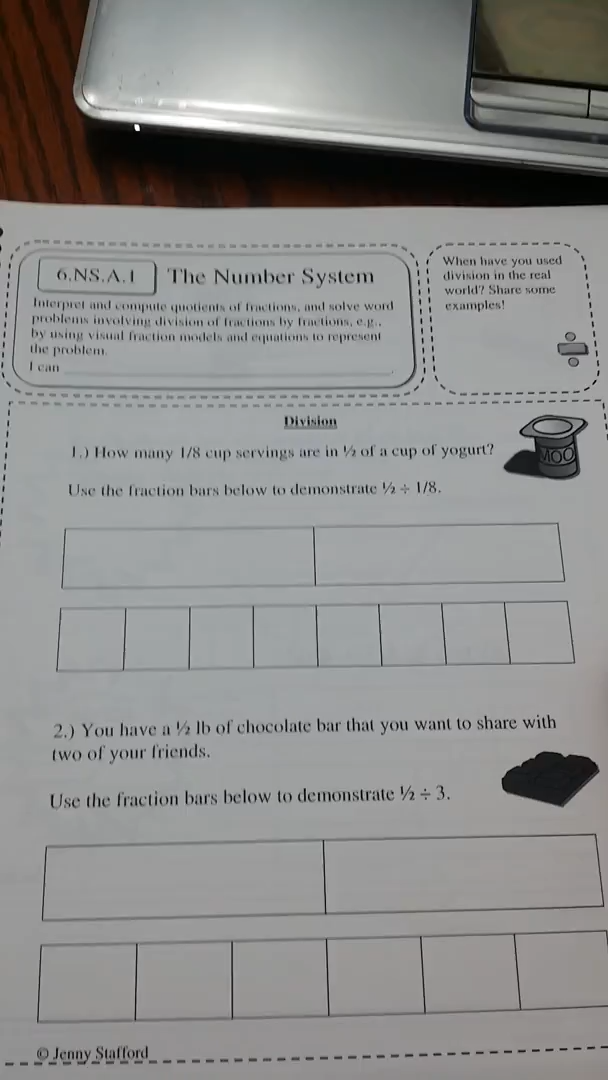 6.NS.A.1 The Number System
Interpret and compute quotients of fractions, and solve word
problems involving division of fractions by fractions, e.g.,
by using visual fraction models and equations to represent
the problem.
I can ______________________________.
When have you used
division in the real
world? Share some
examples!
÷
Division
1.) How many 1/8 cup servings are in ½ of a cup of yogurt?
MOO
Use the fraction bars below to demonstrate ½ ÷ 1/8.
2.) You have a ½ lb of chocolate bar that you want to share with
two of your friends.
Use the fraction bars below to demonstrate ½ ÷ 3.
© Jenny Stafford